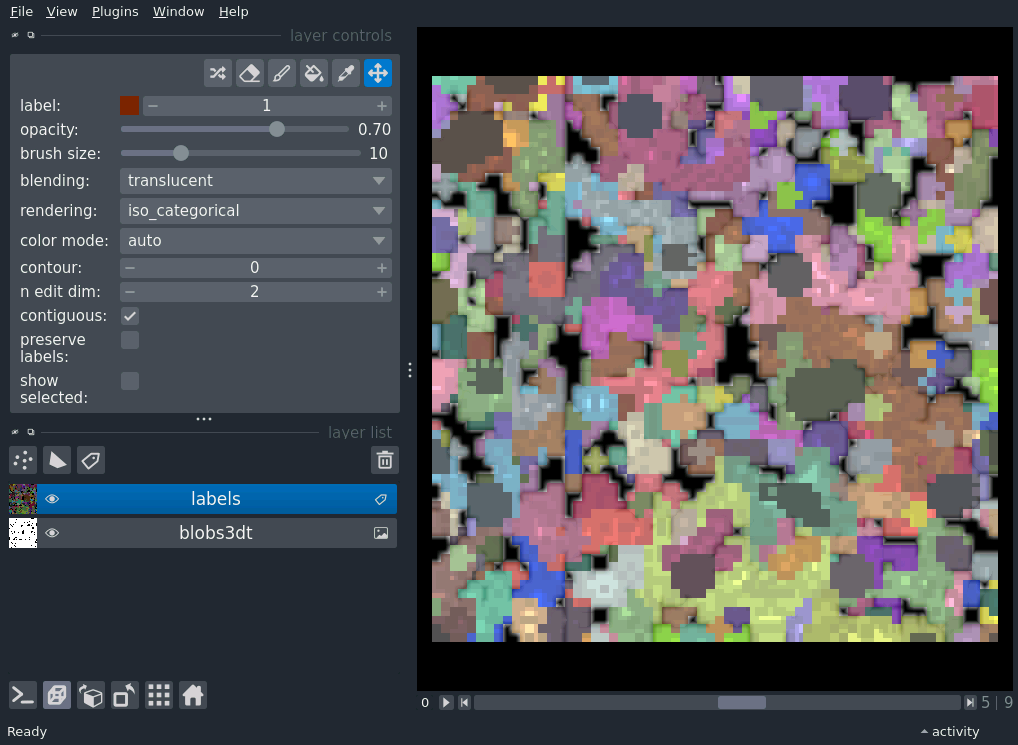 File View Plugins Window Help
layer controls
label: 1
opacity: 0.70
brush size: 10
blending: translucent
rendering: iso_categorical
color mode: auto
contour: 0
n edit dim: 2
contiguous:
preserve
labels:
show
selected:
layer list
labels
blobs3dt
0 5 | 9
Ready activity